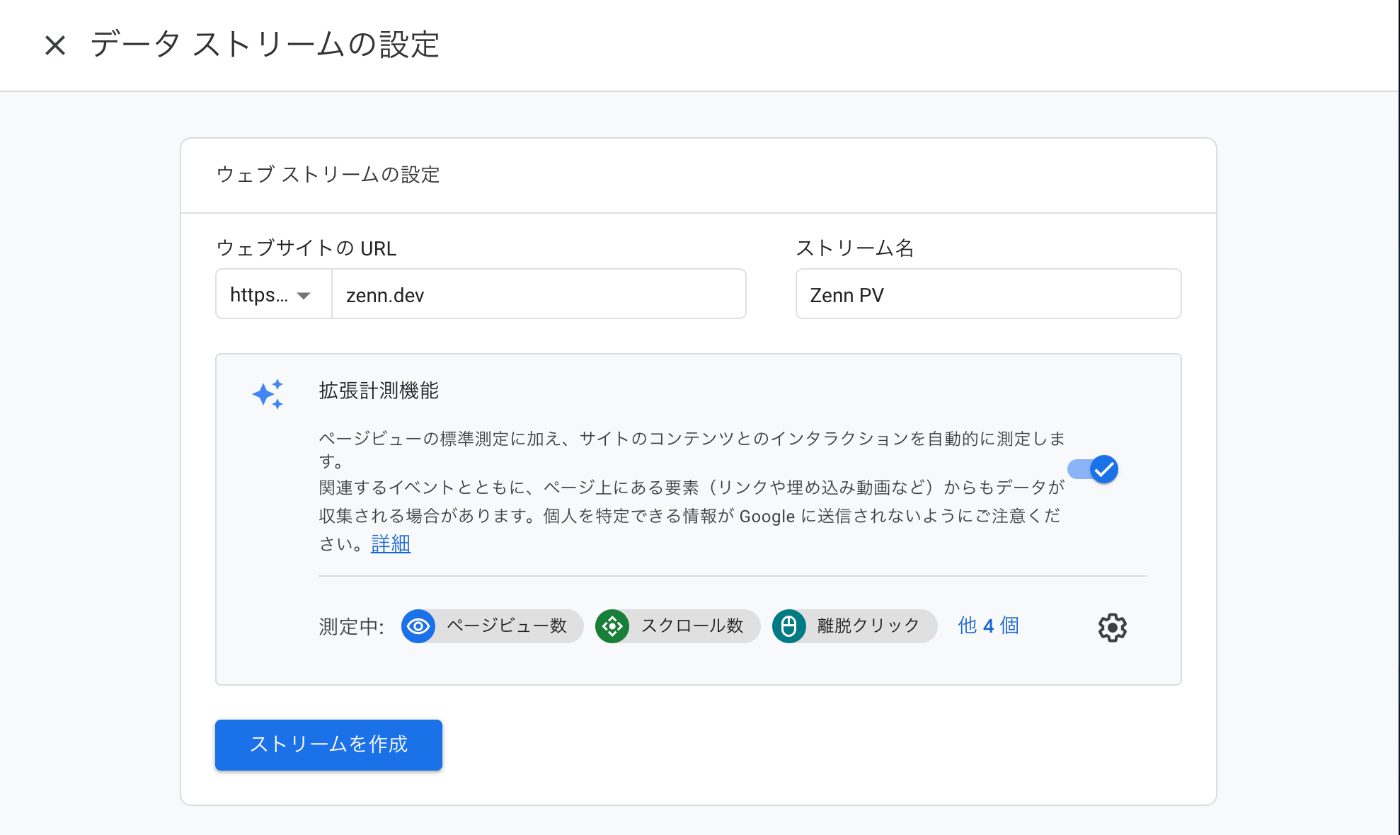 データ ストリームの設定
ウェブ ストリームの設定
ウェブサイトの URL
ストリーム名
https...
zenn.dev
Zenn PV
拡張計測機能
ページビューの標準測定に加え、サイトのコンテンツとのインタラクションを自動的に測定しま
す。
関連するイベントとともに、ページ上にある要素（リンクや埋め込み動画など）からもデータが
収集される場合があります。個人を特定できる情報が Google に送信されないようにご注意くだ
さい。詳細
測定中: ページビュー数 スクロール数 離脱クリック 他 4 個
ストリームを作成